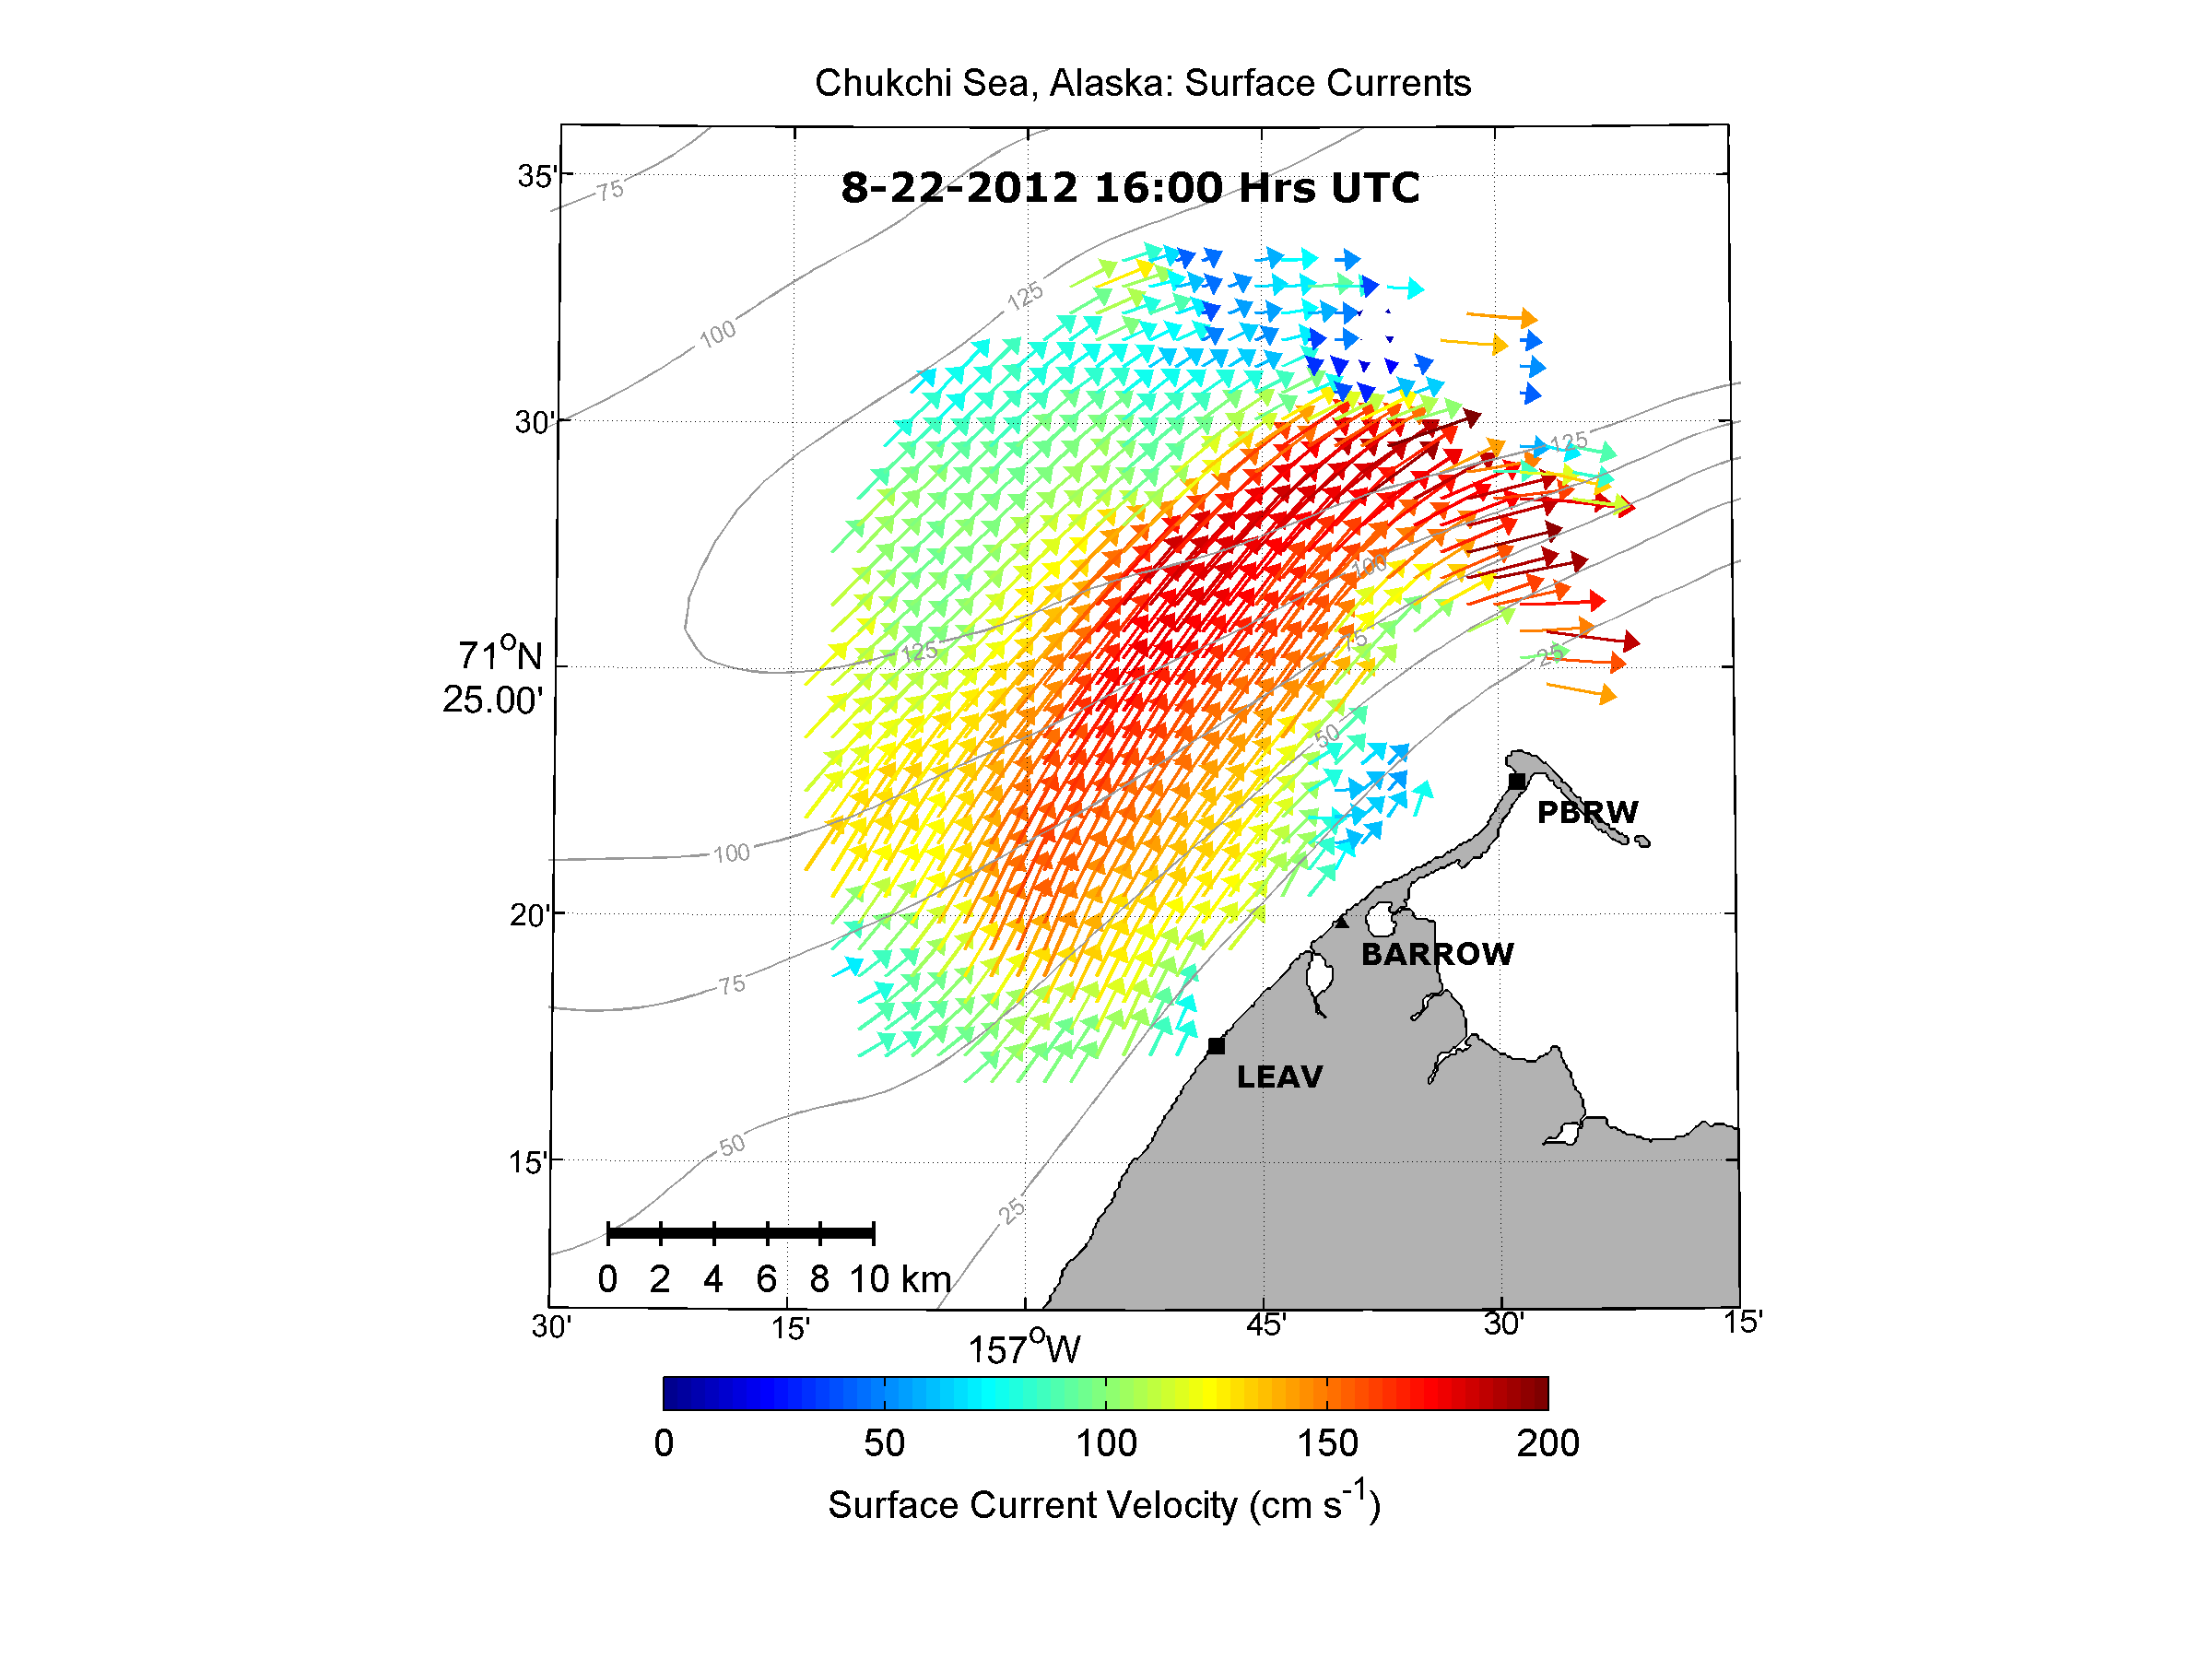 Chukchi Sea, Alaska: Surface Currents
8-22-2012 16:00 Hrs UTC
35'
30'
71°N
25.00'
20'
15'
75
100
125
125
125
100
75
50
25
100
75
50
25
PBRW
BARROW
LEAV
0 2 4 6 8 10 km
30' 15' 157°W 45' 30' 15'
0 50 100 150 200
Surface Current Velocity (cm s⁻¹)